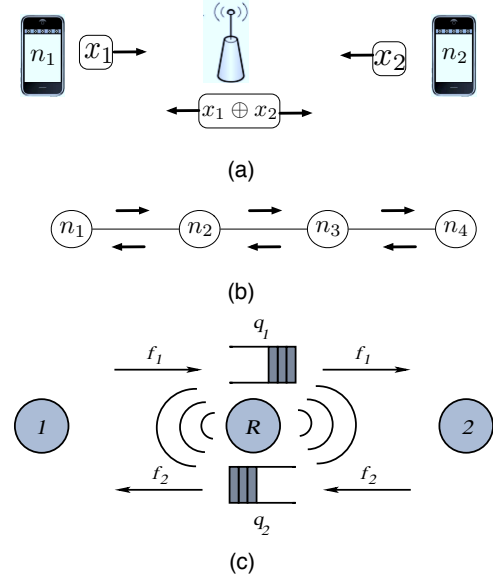 n₁ x₁ x₂ n₂
x₁ ⊕ x₂
(a)
n₁ n₂ n₃ n₄
(b)
q₁
f₁ f₁
1 R 2
f₂ f₂
q₂
(c)